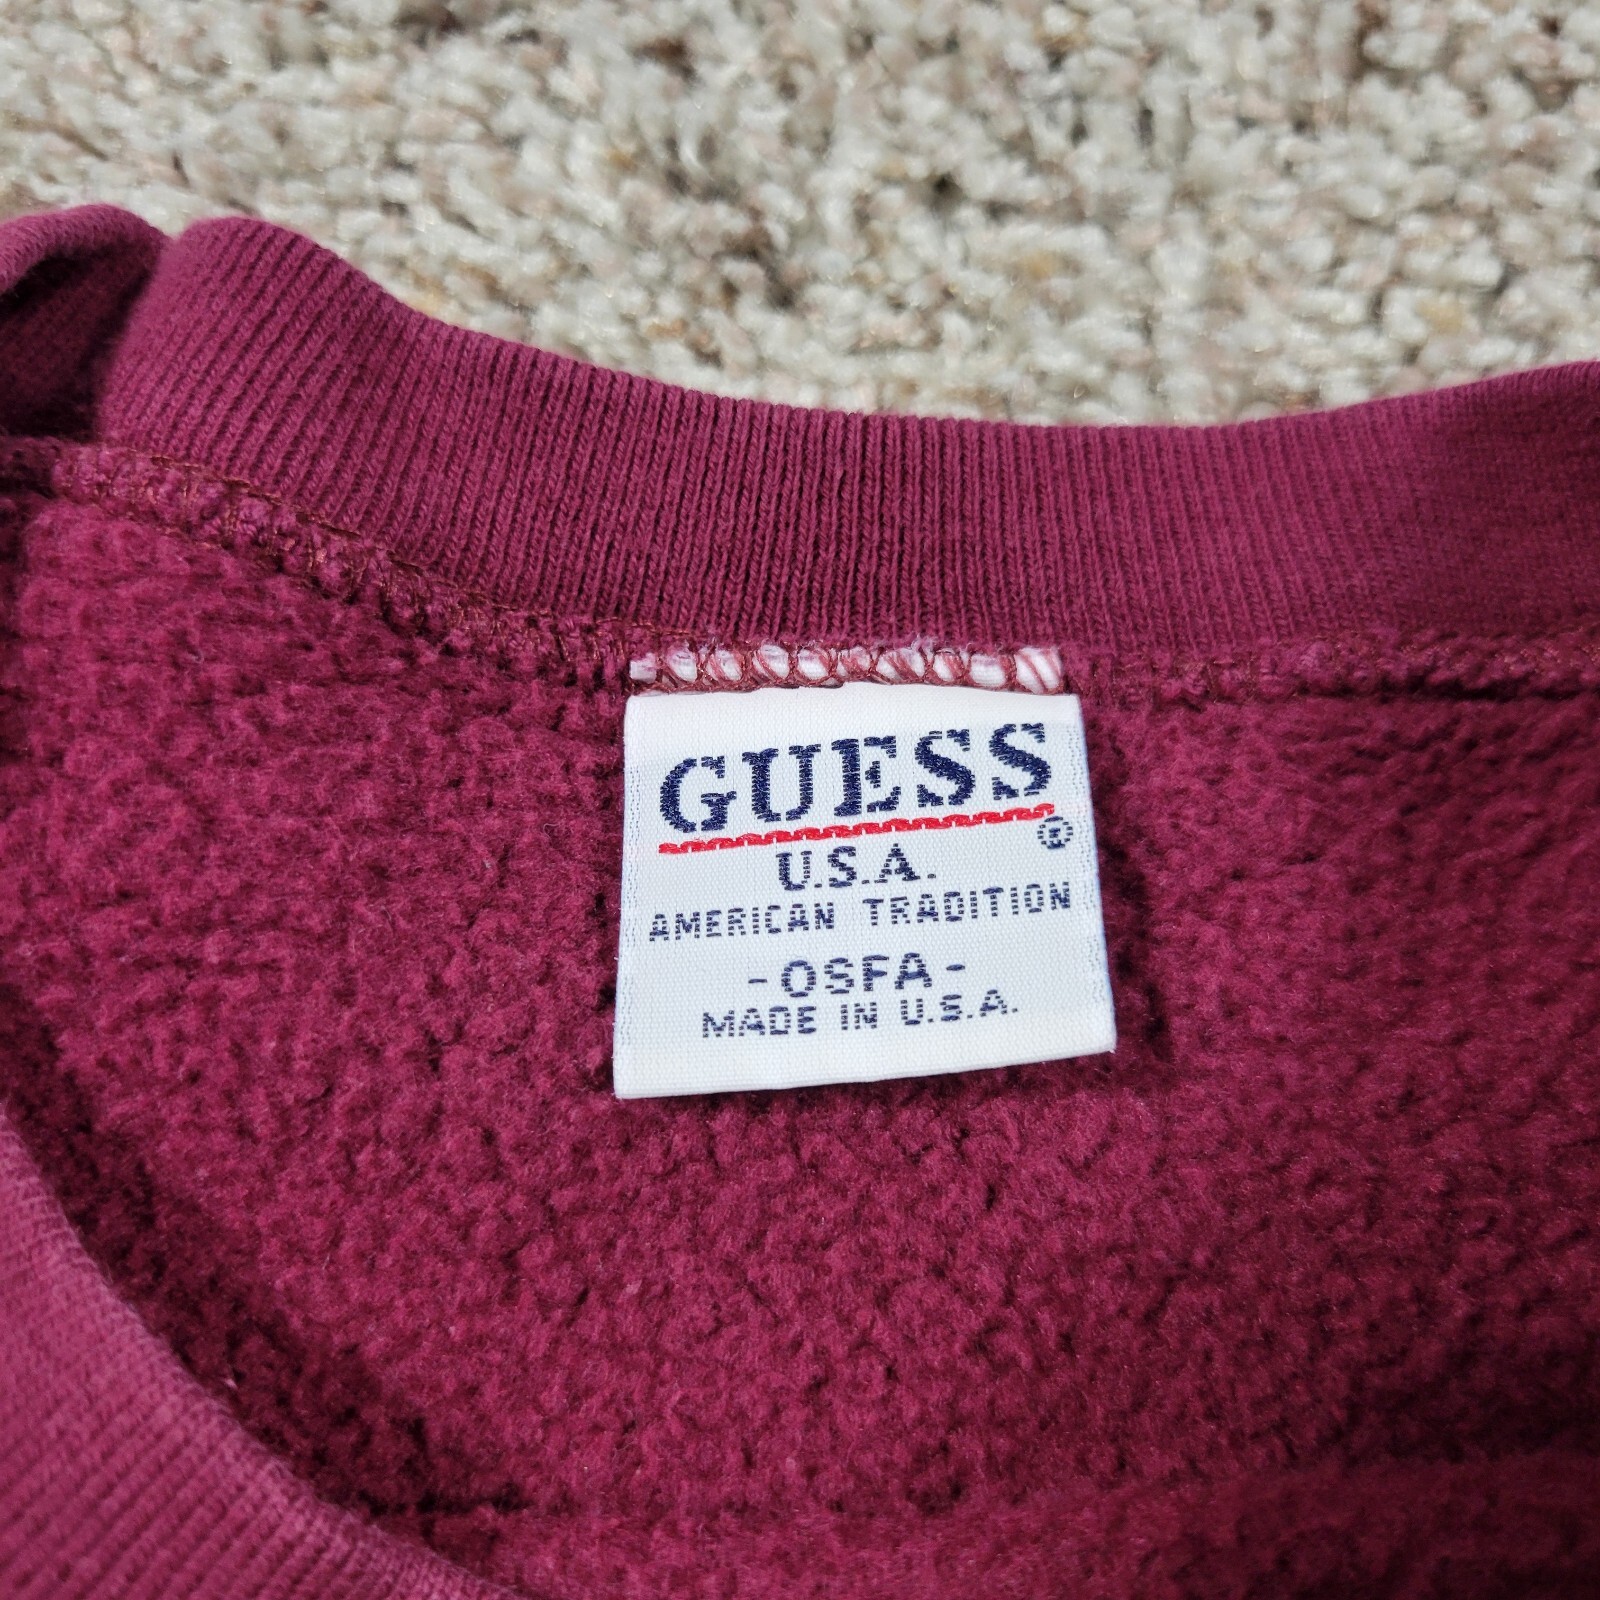 GUESS
®
U.S.A.
AMERICAN TRADITION
-OSFA-
MADE IN U.S.A.